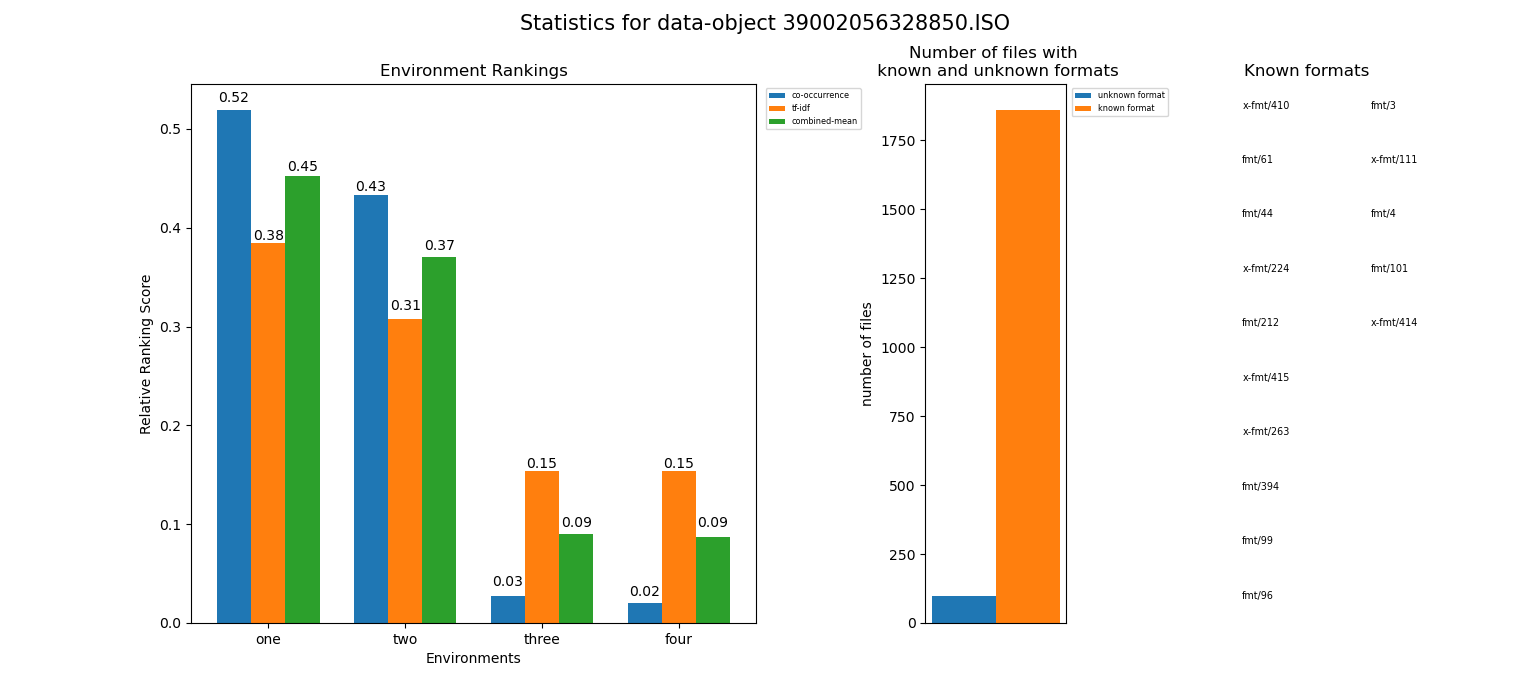 Statistics for data-object 39002056328850.ISO
Environment Rankings
0.5
0.4
0.3
0.2
0.1
0.0
Relative Ranking Score
0.52
0.38
0.45
0.43
0.31
0.37
0.03
0.15
0.09
0.02
0.15
0.09
one two three four
Environments
co-occurrence
tf-idf
combined-mean
Number of files with
known and unknown formats
1750
1500
1250
1000
750
500
250
0
number of files
unknown format
known format
Known formats
x-fmt/410 fmt/3
fmt/61 x-fmt/111
fmt/44 fmt/4
x-fmt/224 fmt/101
fmt/212 x-fmt/414
x-fmt/415
x-fmt/263
fmt/394
fmt/99
fmt/96